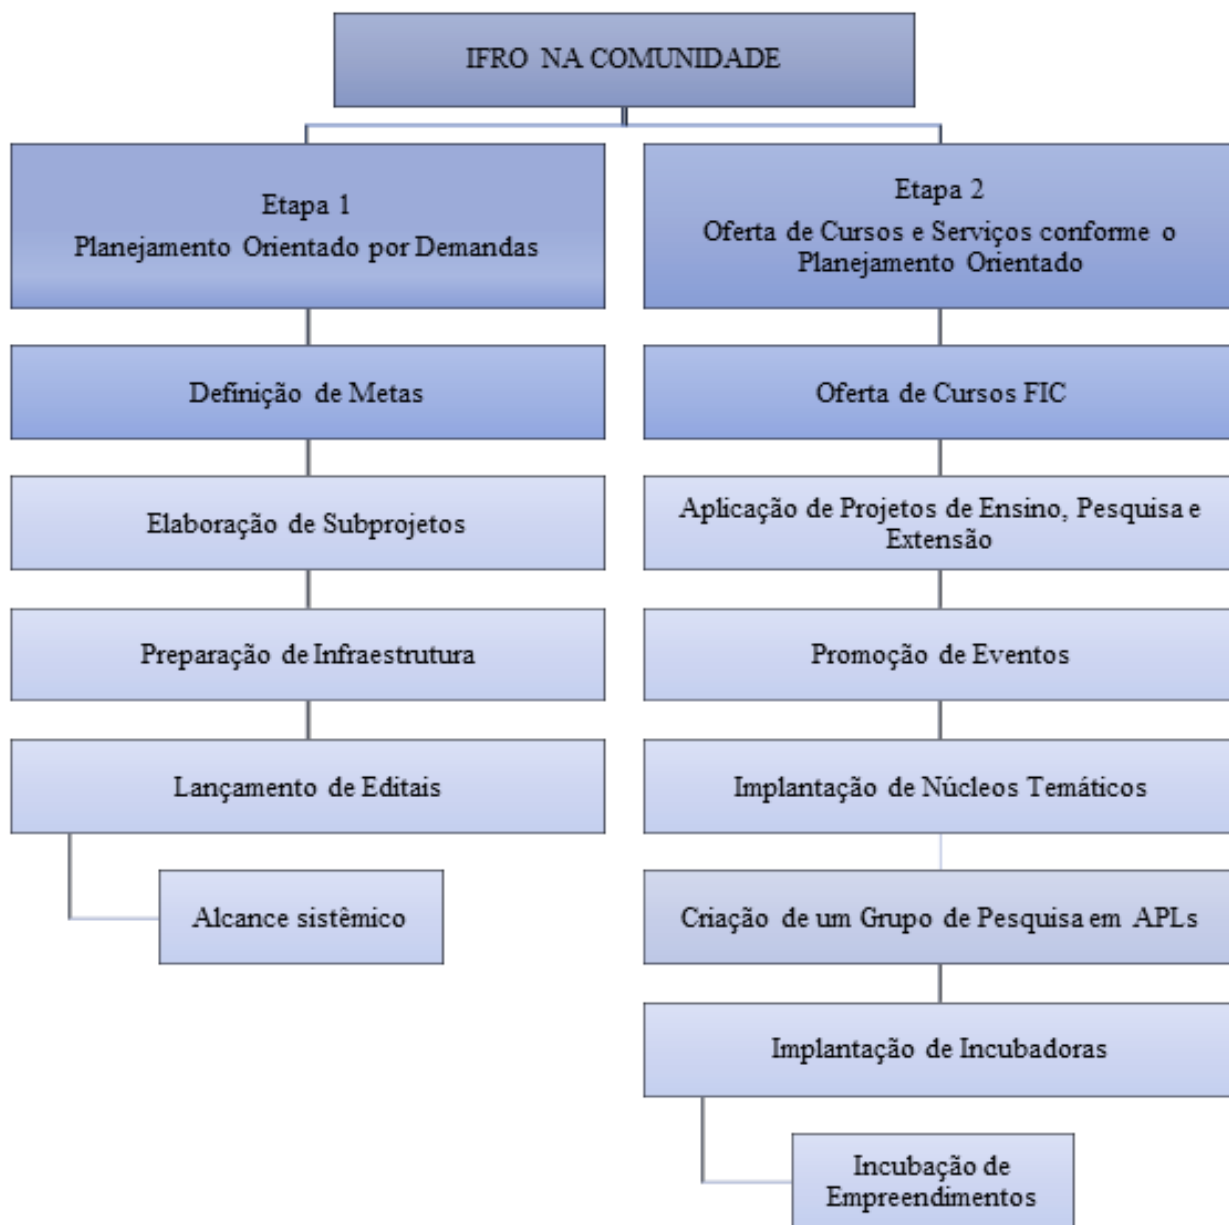 IFRO NA COMUNIDADE
Etapa 1
Planejamento Orientado por Demandas
Definição de Metas
Elaboração de Subprojetos
Preparação de Infraestrutura
Lançamento de Editais
Alcance sistêmico
Etapa 2
Oferta de Cursos e Serviços conforme o
Planejamento Orientado
Oferta de Cursos FIC
Aplicação de Projetos de Ensino, Pesquisa e
Extensão
Promoção de Eventos
Implantação de Núcleos Temáticos
Criação de um Grupo de Pesquisa em APLs
Implantação de Incubadoras
Incubação de
Empreendimentos